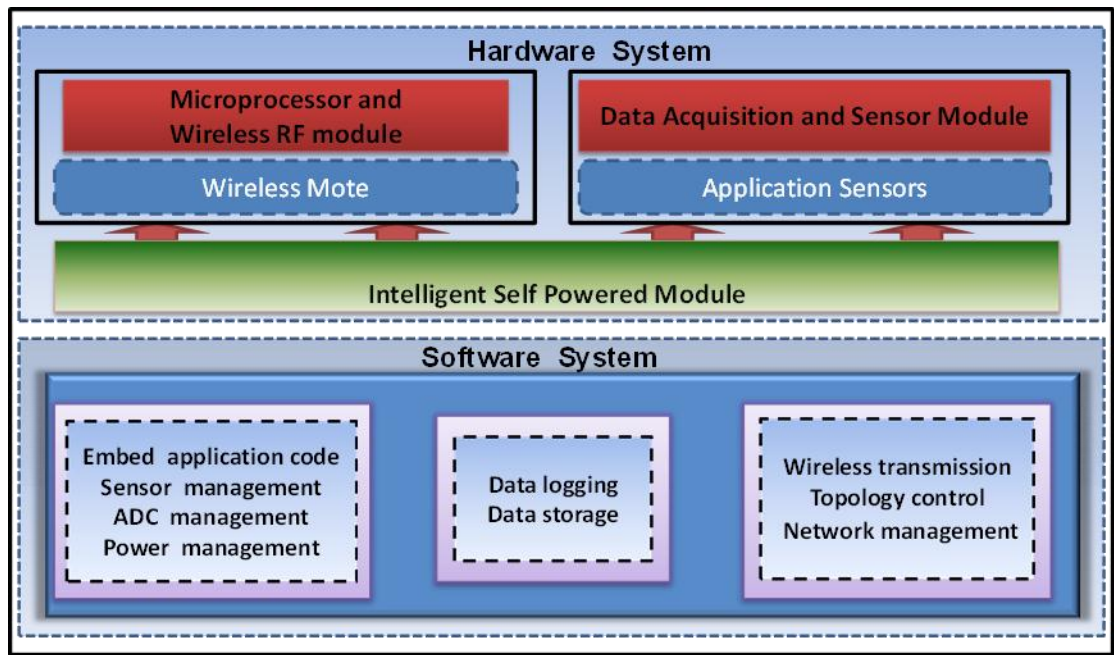 Hardware System
Microprocessor and
Wireless RF module
Wireless Mote
Data Acquisition and Sensor Module
Application Sensors
Intelligent Self Powered Module
Software System
Embed application code
Sensor management
ADC management
Power management
Data logging
Data storage
Wireless transmission
Topology control
Network management